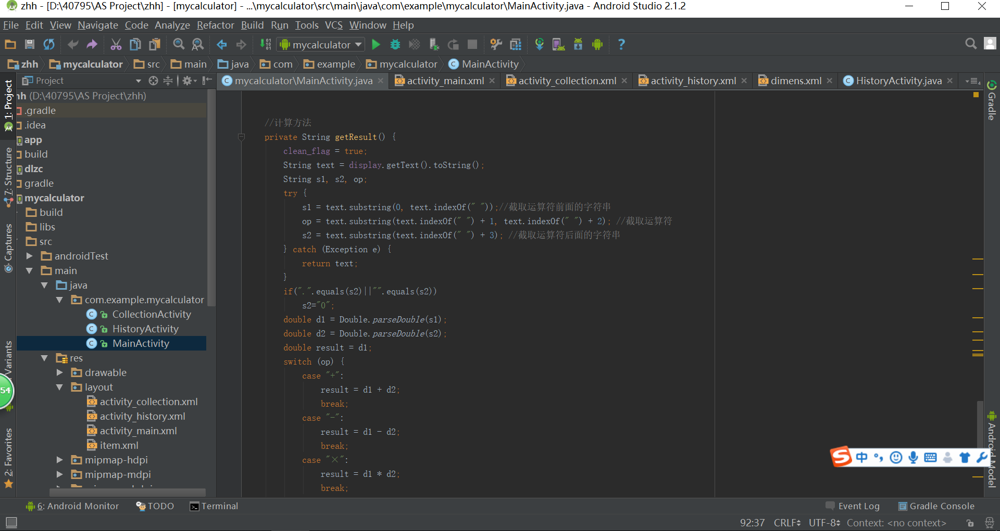 zhh - [D:\40795\AS Project\zhh] - [mycalculator] - ...\mycalculator\src\main\java\com\example\mycalculator\MainActivity.java - Android Studio 2.1.2
File Edit View Navigate Code Analyze Refactor Build Run Tools VCS Window Help
mycalculator
zhh mycalculator src main java com example mycalculator MainActivity
Project
mycalculator\MainActivity.java activity_main.xml activity_collection.xml activity_history.xml dimens.xml HistoryActivity.java
1: Project
7: Structure
Captures
Variants
2: Favorites
54
(D:\40795\AS Project\zhh)
.gradle
.idea
app
build
dlzc
gradle
mycalculator
build
libs
src
androidTest
main
java
com.example.mycalculator
CollectionActivity
HistoryActivity
MainActivity
res
drawable
layout
activity_collection.xml
activity_history.xml
activity_main.xml
item.xml
mipmap-hdpi
mipmap-mdpi
//计算方法
private String getResult() {
clean_flag = true;
String text = display.getText().toString();
String s1, s2, op;
try {
s1 = text.substring(0, text.indexOf(" "));//截取运算符前面的字符串
op = text.substring(text.indexOf(" ") + 1, text.indexOf(" ") + 2); //截取运算符
s2 = text.substring(text.indexOf(" ") + 3); //截取运算符后面的字符串
} catch (Exception e) {
return text;
}
if(".".equals(s2)||"".equals(s2))
s2="0";
double d1 = Double.parseDouble(s1);
double d2 = Double.parseDouble(s2);
double result = d1;
switch (op) {
case "+":
result = d1 + d2;
break;
case "-":
result = d1 - d2;
break;
case "×":
result = d1 * d2;
break;
Gradle
Android Model
中
6: Android Monitor TODO Terminal Event Log Gradle Console
92:37 CRLF UTF-8 Context: <no context>